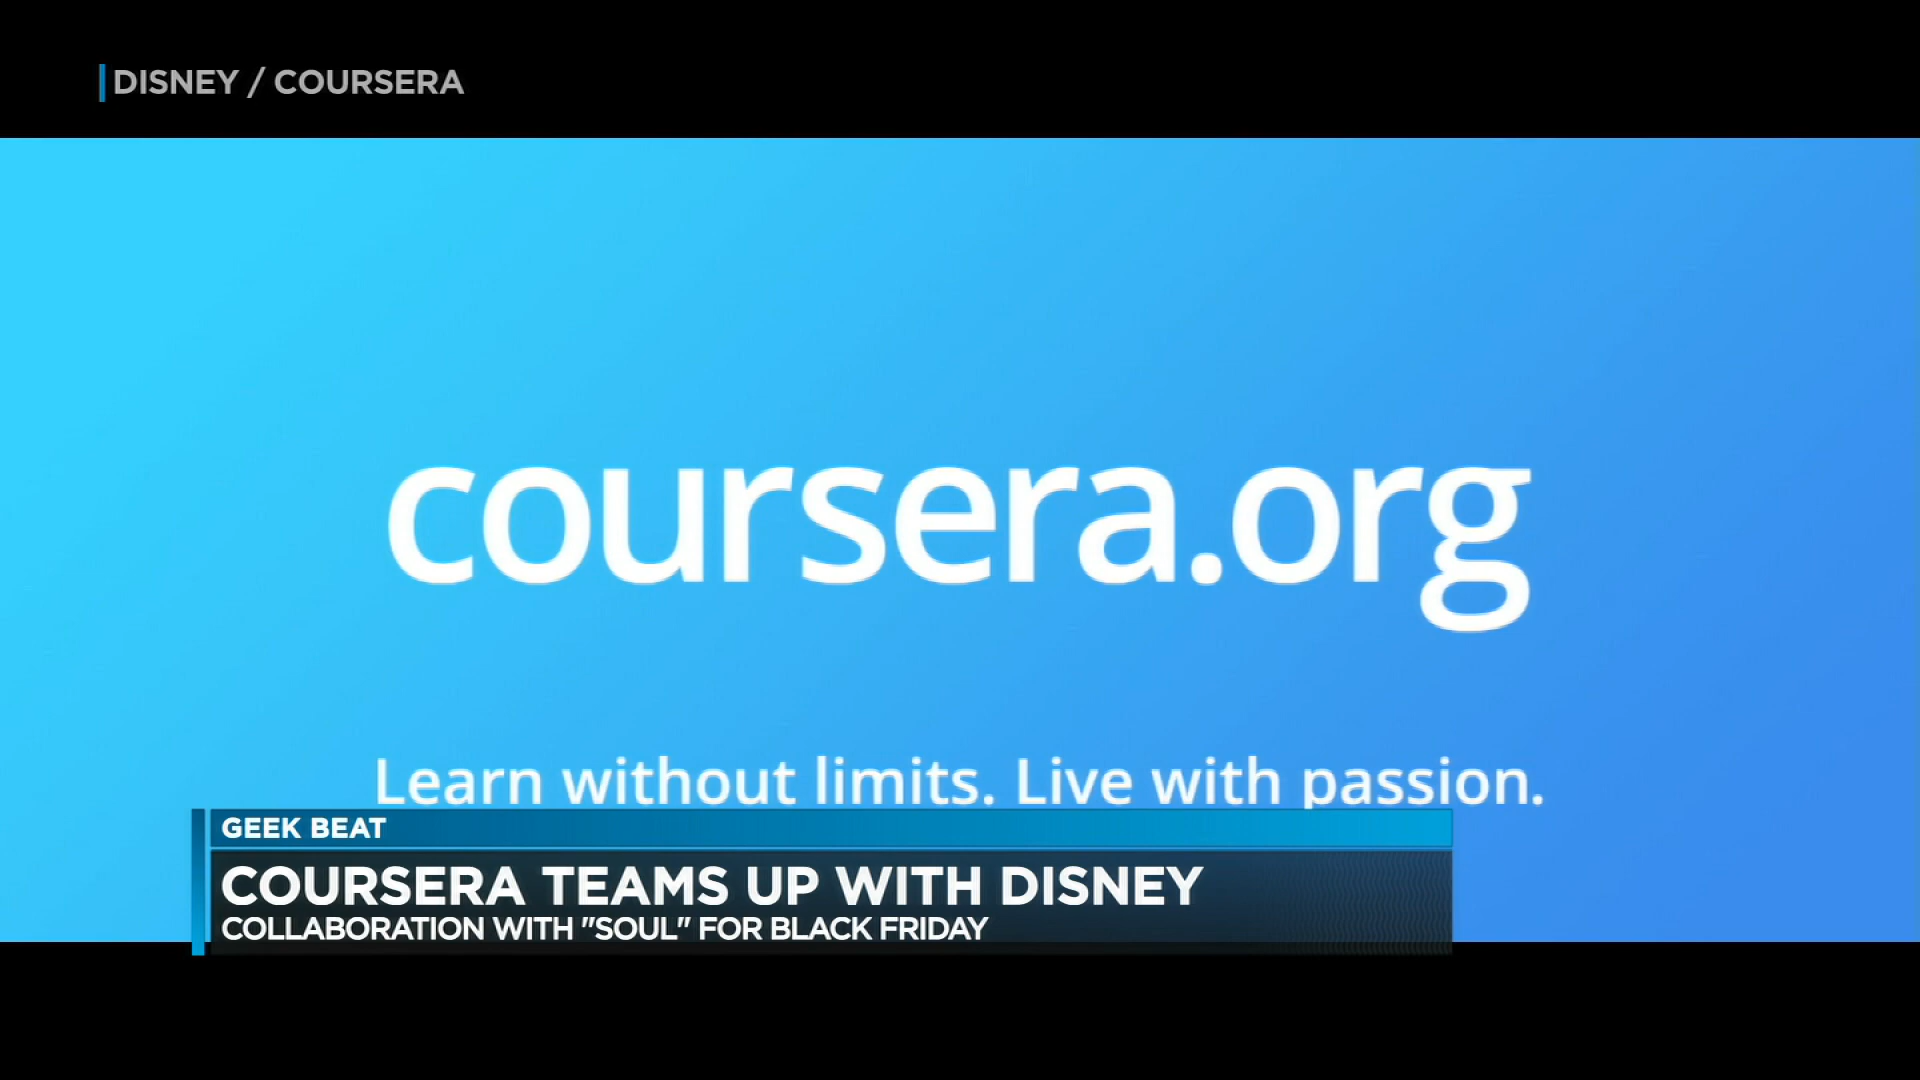 DISNEY / COURSERA
coursera.org
Learn without limits. Live with passion.
GEEK BEAT
COURSERA TEAMS UP WITH DISNEY
COLLABORATION WITH "SOUL" FOR BLACK FRIDAY